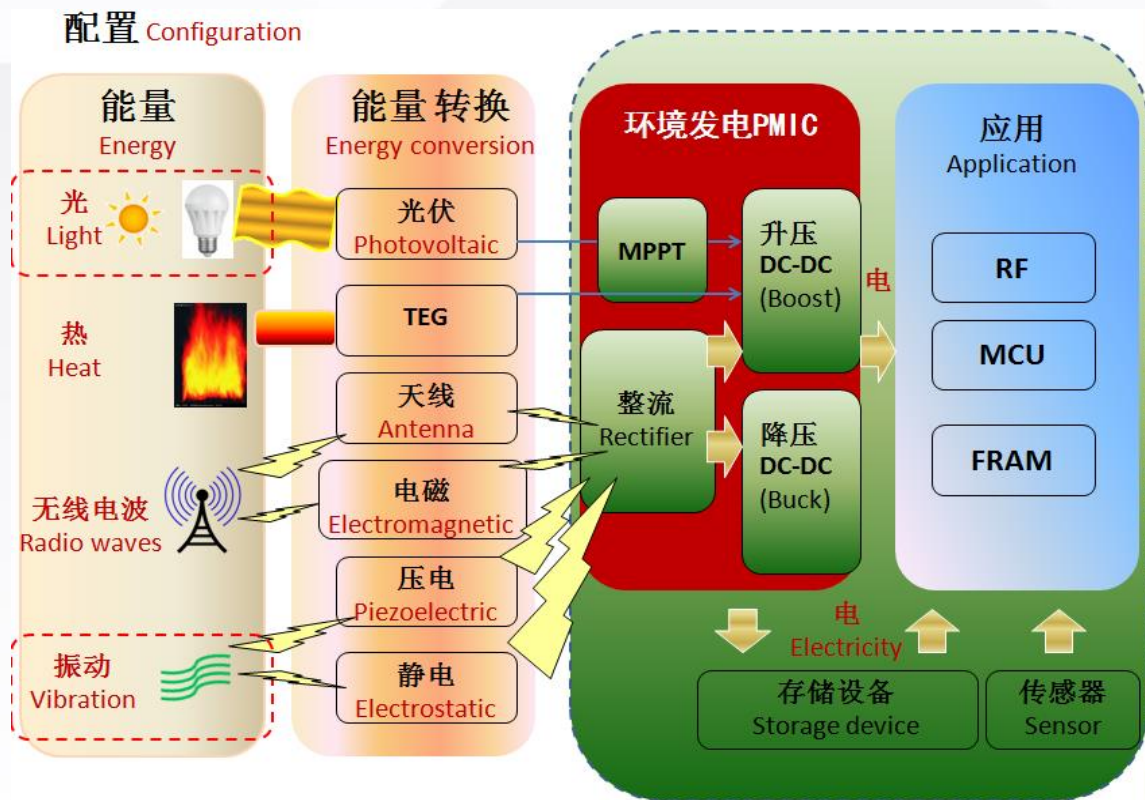 配置 Configuration
能量
Energy
光
Light
热
Heat
无线电波
Radio waves
振动
Vibration
能量 转换
Energy conversion
光伏
Photovoltaic
TEG
天线
Antenna
电磁
Electromagnetic
压电
Piezoelectric
静电
Electrostatic
环境发电PMIC
MPPT
升压
DC-DC
(Boost)
整流
Rectifier
降压
DC-DC
(Buck)
电
应用
Application
RF
MCU
FRAM
电
Electricity
存储设备
Storage device
传感器
Sensor